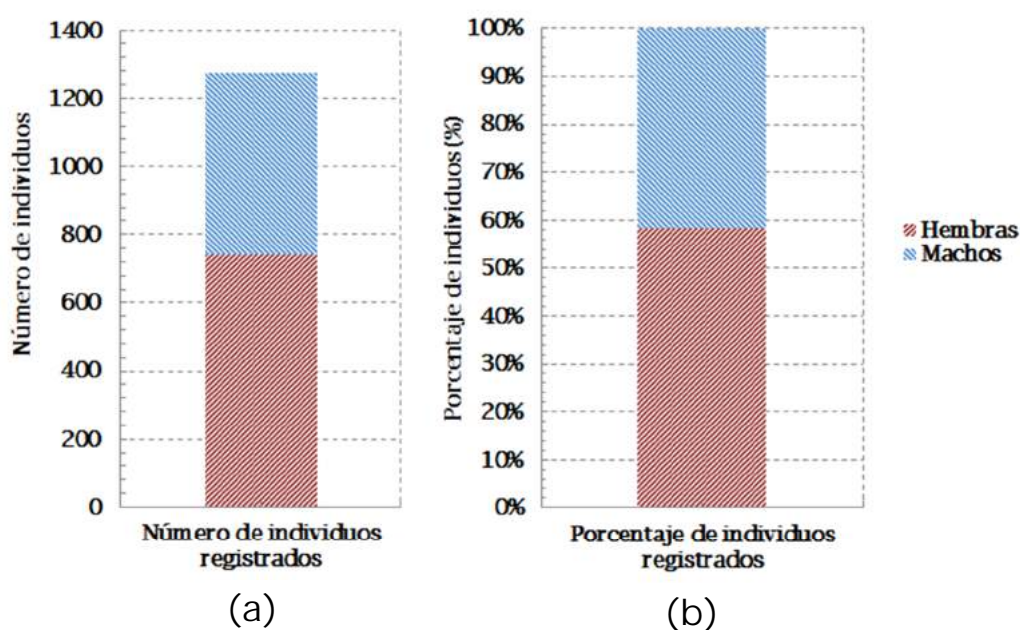 Número de individuos
1400
1200
1000
800
600
400
200
0
Número de individuos
registrados
(a)
Porcentaje de individuos (%)
100%
90%
80%
70%
60%
50%
40%
30%
20%
10%
0%
Porcentaje de individuos
registrados
(b)
Hembras
Machos